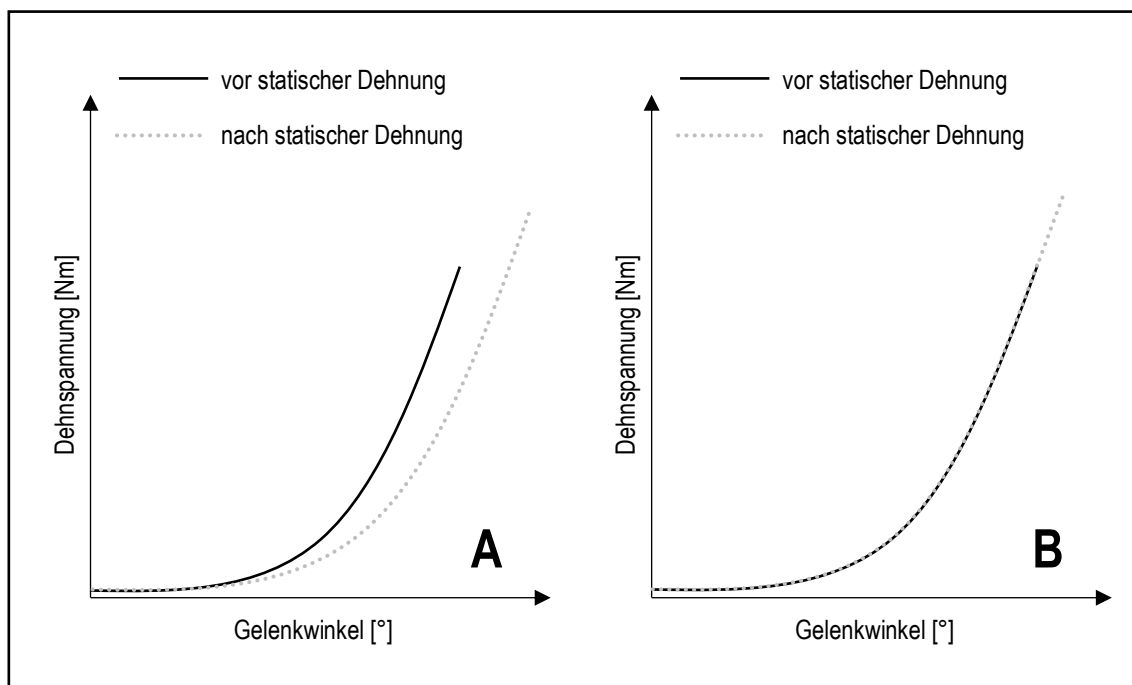 vor statischer Dehnung
nach statischer Dehnung
Dehnspannung [Nm]
A
Gelenkwinkel [°]
vor statischer Dehnung
nach statischer Dehnung
Dehnspannung [Nm]
B
Gelenkwinkel [°]